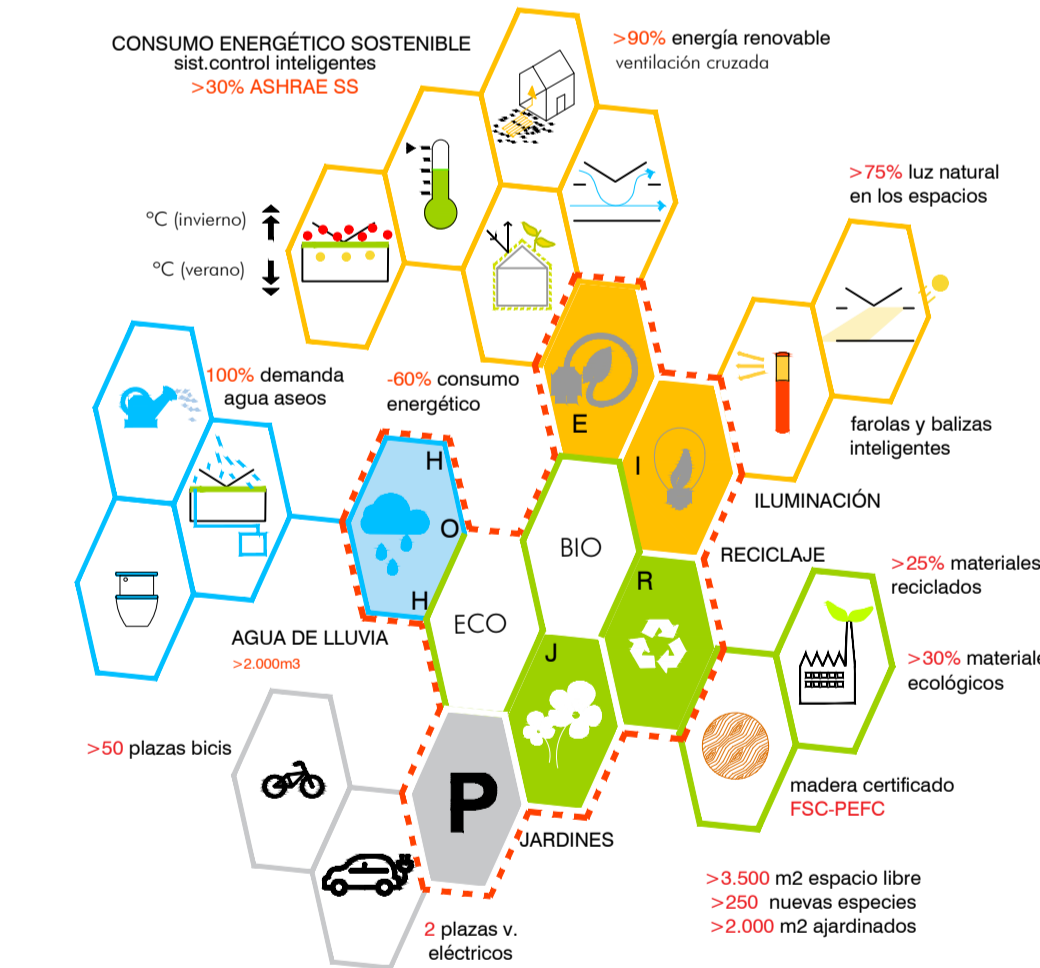 CONSUMO ENERGÉTICO SOSTENIBLE
sist.control inteligentes
>30% ASHRAE SS
>90% energía renovable
ventilación cruzada
>75% luz natural
en los espacios
ºC (invierno)
ºC (verano)
100% demanda
agua aseos
-60% consumo
energético
E
I
farolas y balizas
inteligentes
ILUMINACIÓN
H
O
H
BIO
ECO
RECICLAJE
R
J
>25% materiales
reciclados
>30% materiale
ecológicos
AGUA DE LLUVIA
>2.000m3
>50 plazas bicis
P
madera certificado
FSC-PEFC
JARDINES
>3.500 m2 espacio libre
>250 nuevas especies
>2.000 m2 ajardinados
2 plazas v.
eléctricos